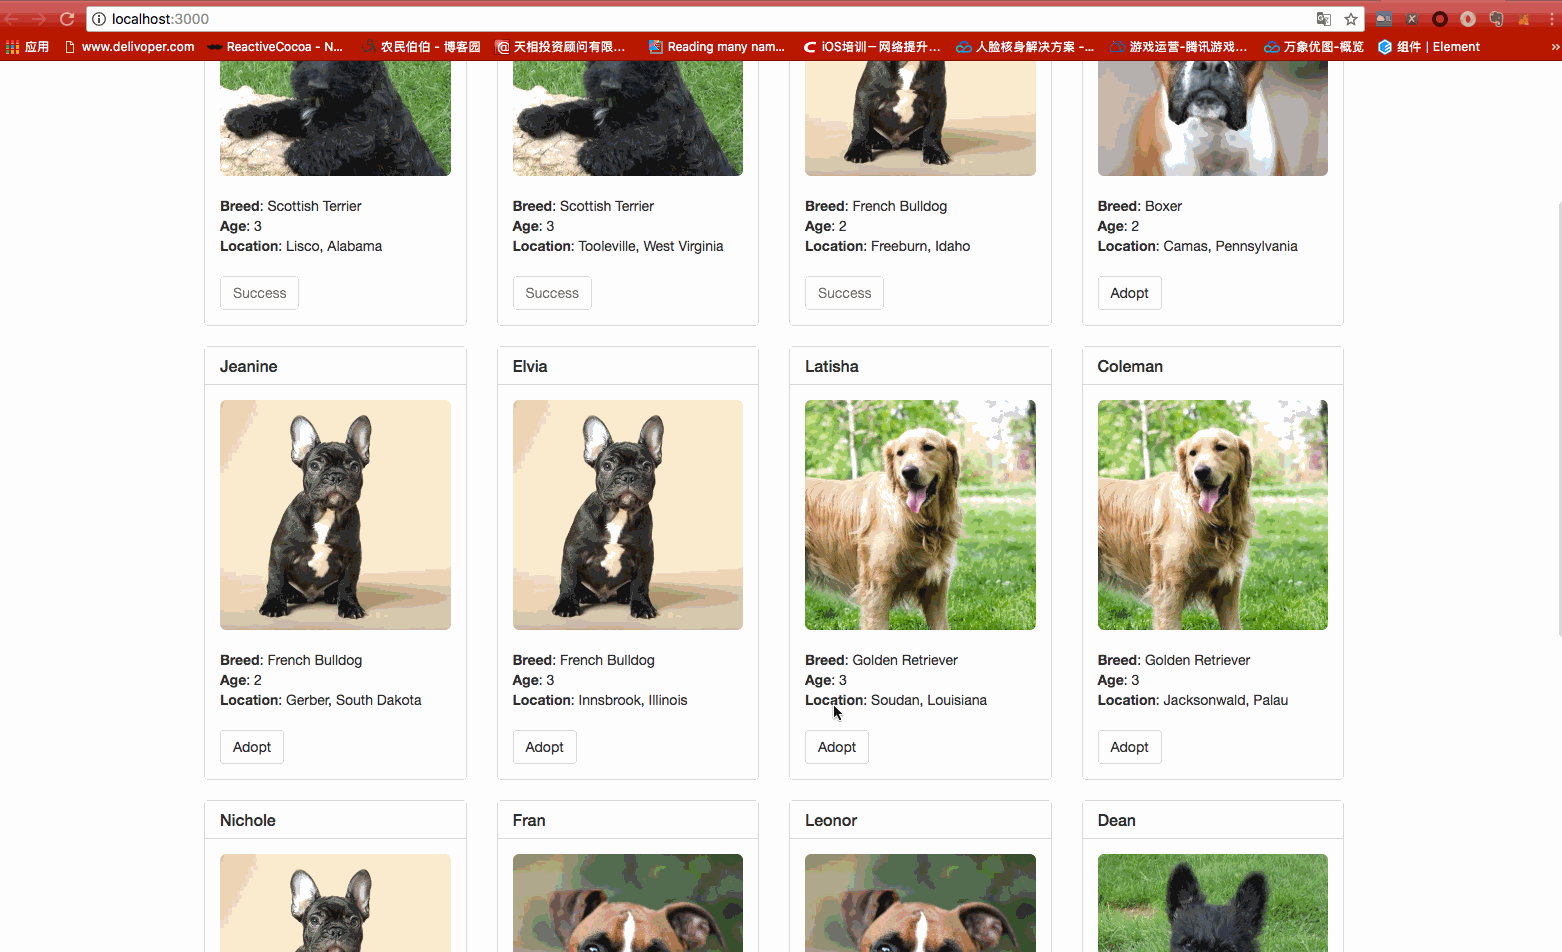 localhost:3000
应用 www.delivoper.com ReactiveCocoa - N... 农民伯伯 - 博客园 天相投资顾问有限... Reading many nam... iOS培训－网络提升... 人脸核身解决方案 -... 游戏运营-腾讯游戏... 万象优图-概览 组件 | Element »
Breed: Scottish Terrier
Age: 3
Location: Lisco, Alabama
Success
Breed: Scottish Terrier
Age: 3
Location: Tooleville, West Virginia
Success
Breed: French Bulldog
Age: 2
Location: Freeburn, Idaho
Success
Breed: Boxer
Age: 2
Location: Camas, Pennsylvania
Adopt
Jeanine
Breed: French Bulldog
Age: 2
Location: Gerber, South Dakota
Adopt
Elvia
Breed: French Bulldog
Age: 3
Location: Innsbrook, Illinois
Adopt
Latisha
Breed: Golden Retriever
Age: 3
Location: Soudan, Louisiana
Adopt
Coleman
Breed: Golden Retriever
Age: 3
Location: Jacksonwald, Palau
Adopt
Nichole
Fran
Leonor
Dean